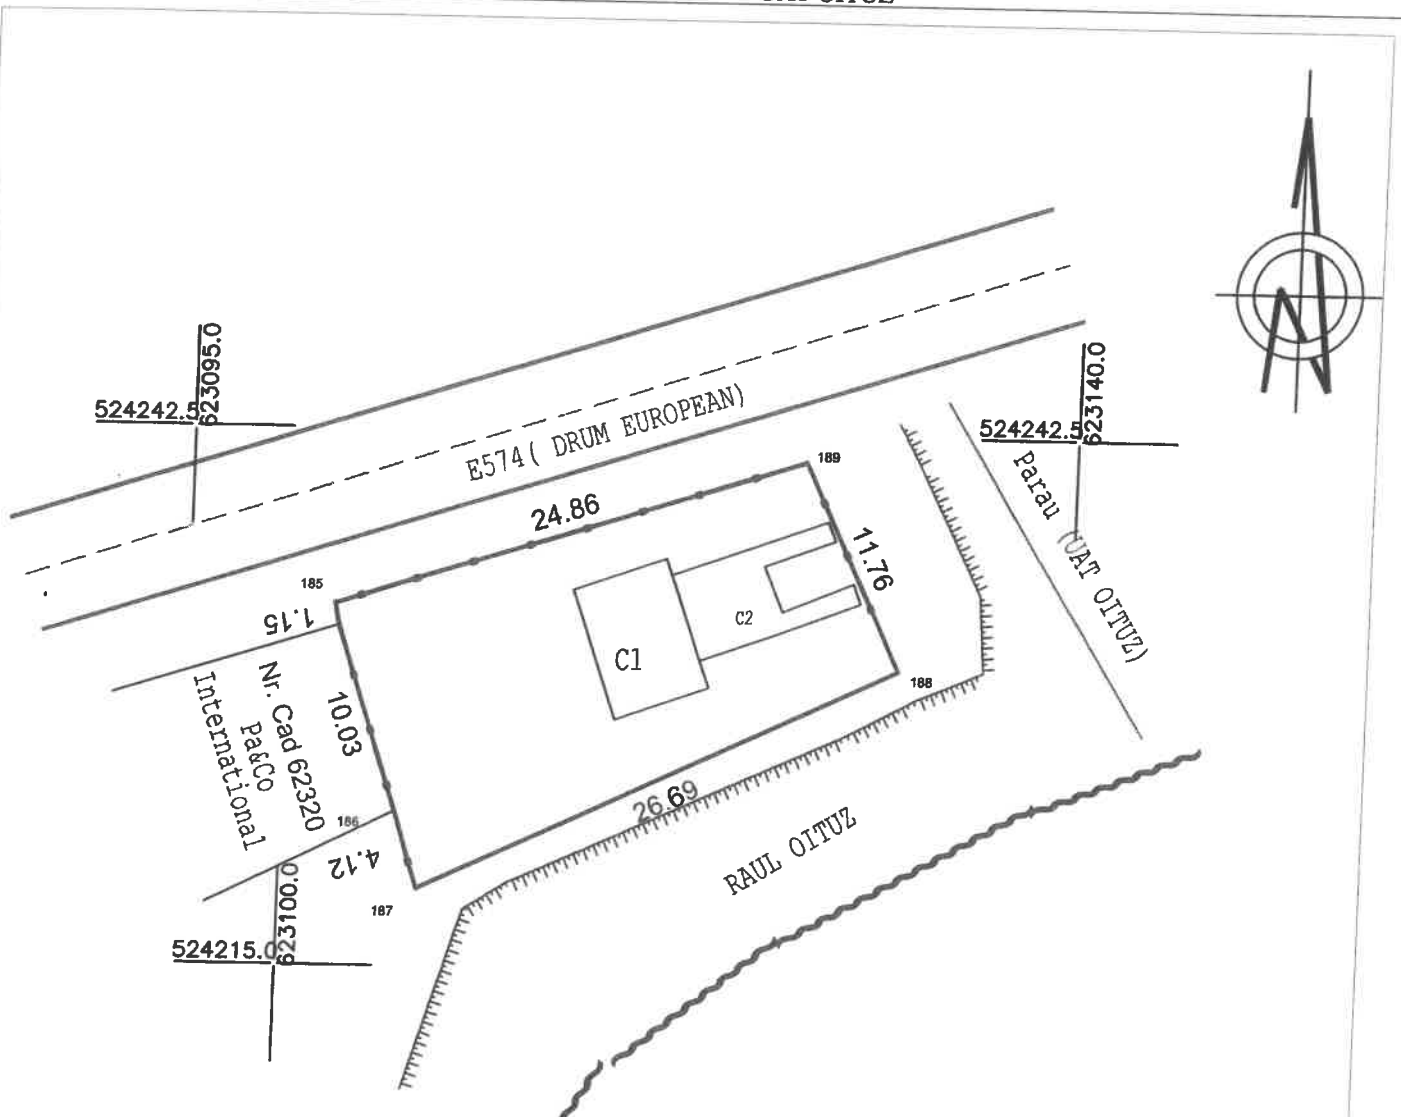 623095.0
524242.5
E574( DRUM EUROPEAN)
623140.0
524242.5
Parau (UAT OITUZ)
189
24.86
11.76
185
1.15
C1
C2
188
10.03
Nr. Cad 62320
Pa&Co
International
186
4.12
187
26.69
RAUL OITUZ
623100.0
524215.0
N